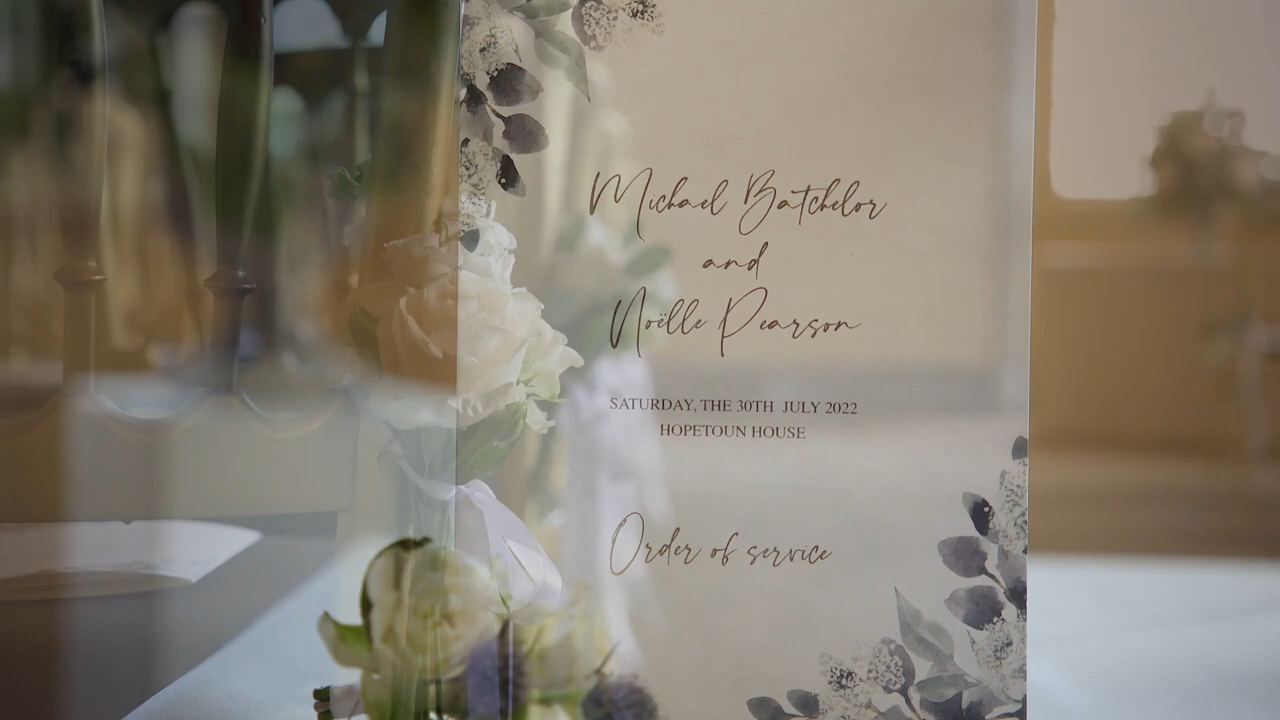 Michael Batchelor
and
Noëlle Pearson
SATURDAY, THE 30TH JULY 2022
HOPETOUN HOUSE
Order of service